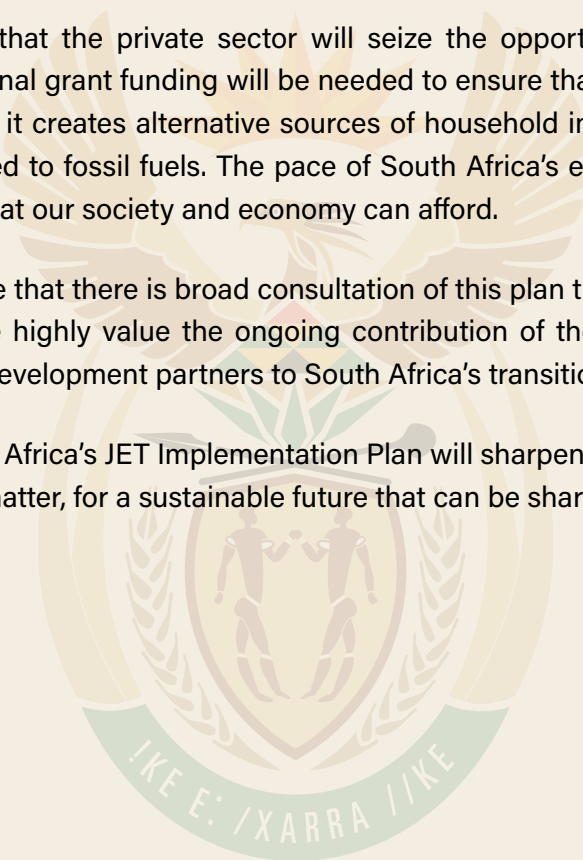 that the private sector will seize the opport
nal grant funding will be needed to ensure tha
it creates alternative sources of household in
ed to fossil fuels. The pace of South Africa’s e
at our society and economy can afford.
e that there is broad consultation of this plan t
e highly value the ongoing contribution of the
evelopment partners to South Africa’s transitio
Africa’s JET Implementation Plan will sharpen
atter, for a sustainable future that can be shar
!KE E: /XARRA //KE